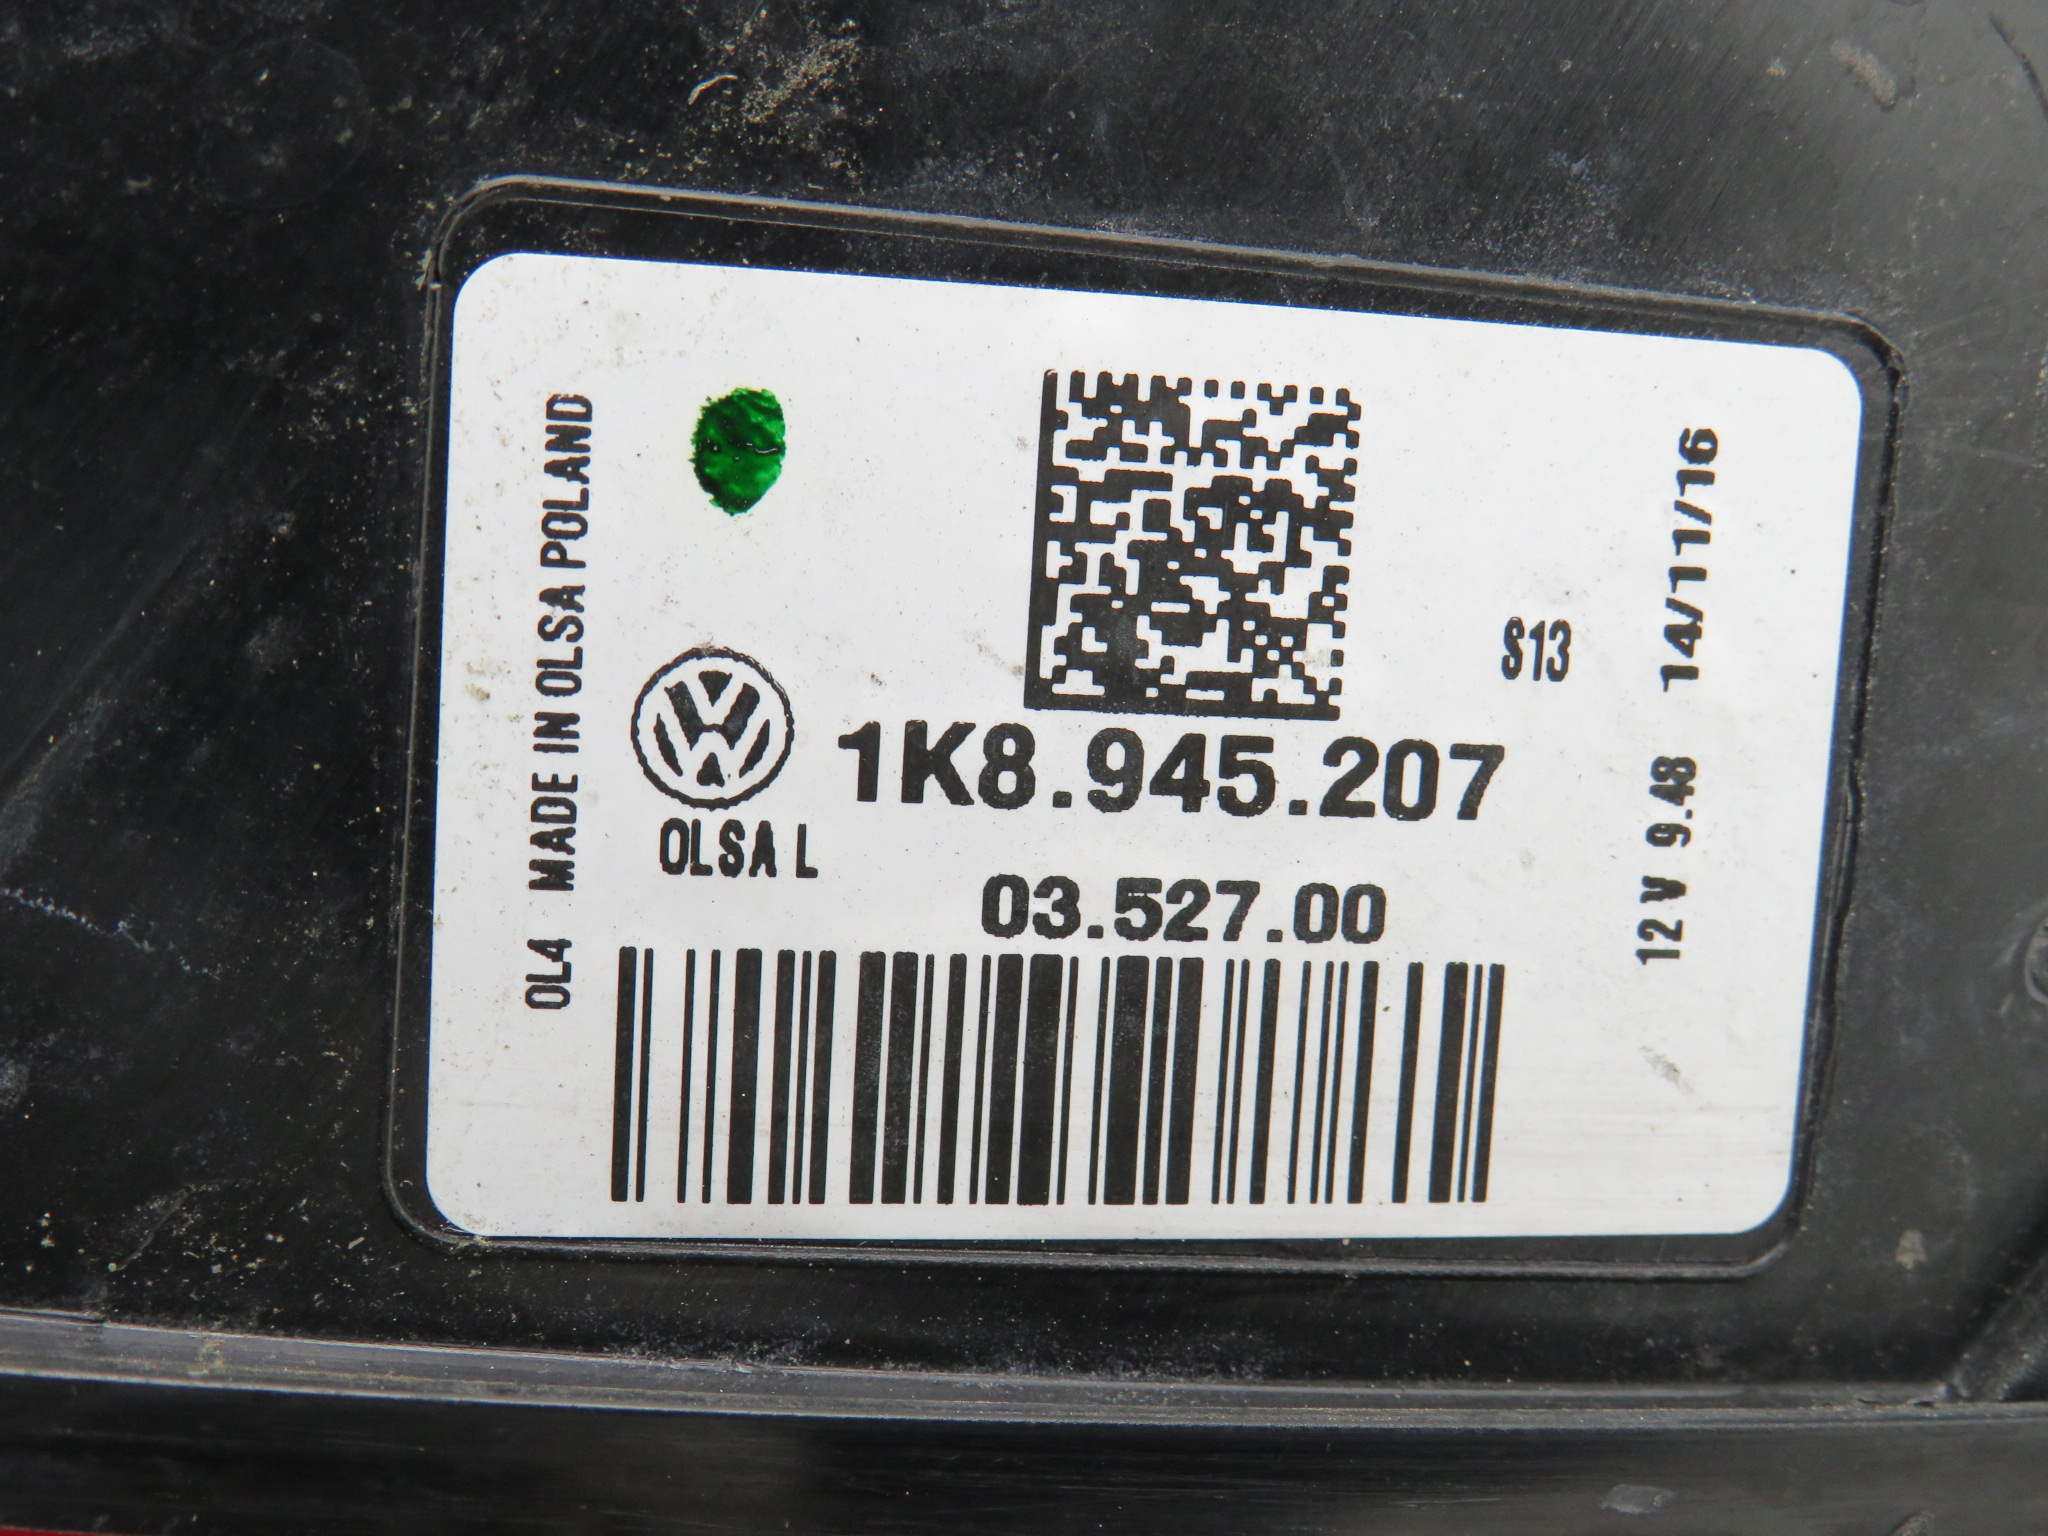 OL4 MADE IN OLSA POLAND
S13
1K8.945.207
OLSA L
03.527.00
12 V 9.48 14/11/16